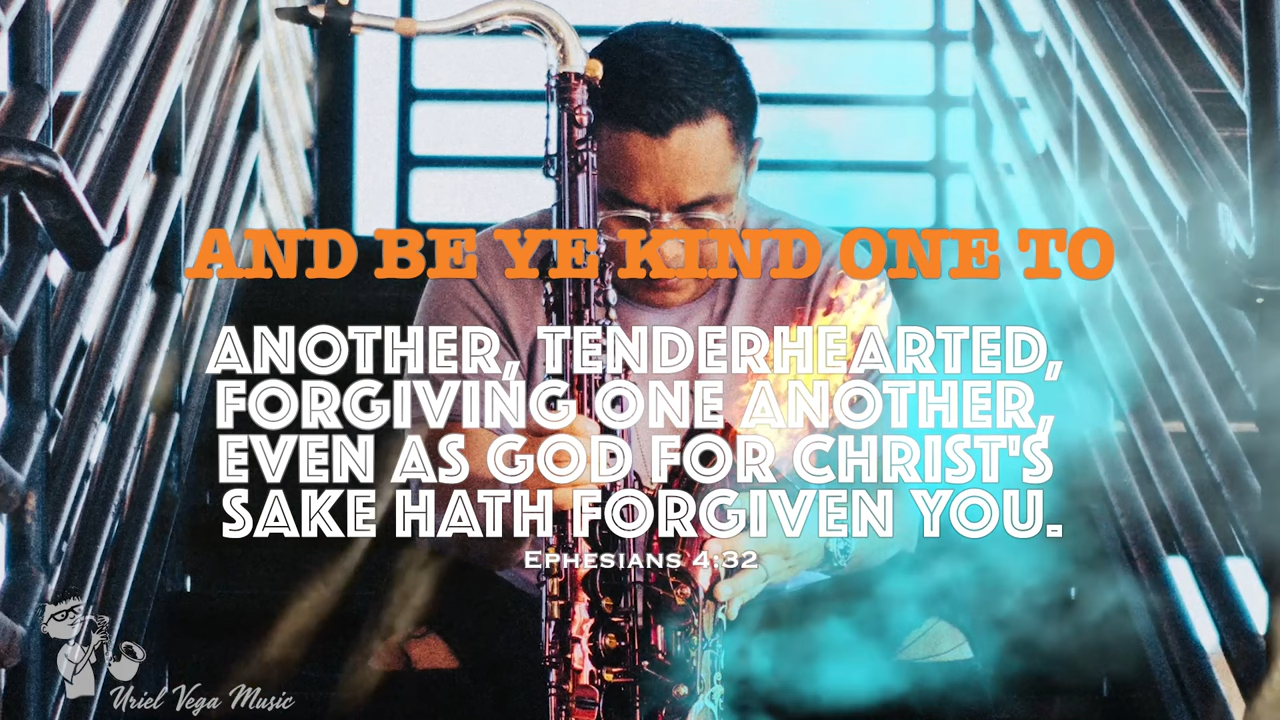 AND BE YE KIND ONE TO
ANOTHER, TENDERHEARTED,
FORGIVING ONE ANOTHER,
EVEN AS GOD FOR CHRIST'S
SAKE HATH FORGIVEN YOU.
EPHESIANS 4:32
Uriel Vega Music